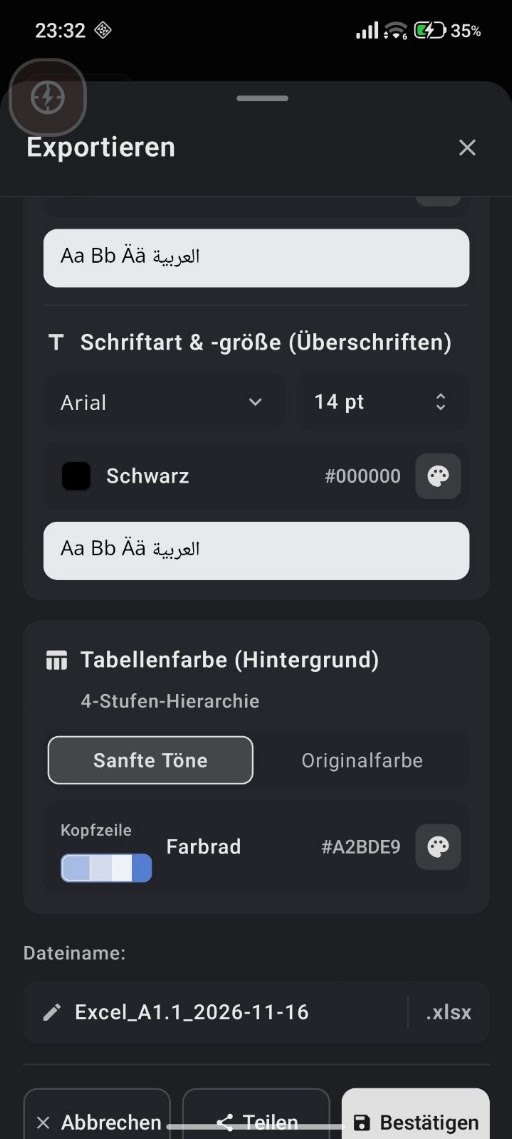 23:32
35%
Exportieren
Aa Bb Ää العربية
Schriftart & -größe (Überschriften)
Arial
14 pt
Schwarz
#000000
Aa Bb Ää العربية
Tabellenfarbe (Hintergrund)
4-Stufen-Hierarchie
Sanfte Töne
Originalfarbe
Kopfzeile
Farbrad
#A2BDE9
Dateiname:
Excel_A1.1_2026-11-16
.xlsx
Abbrechen
Teilen
Bestätigen